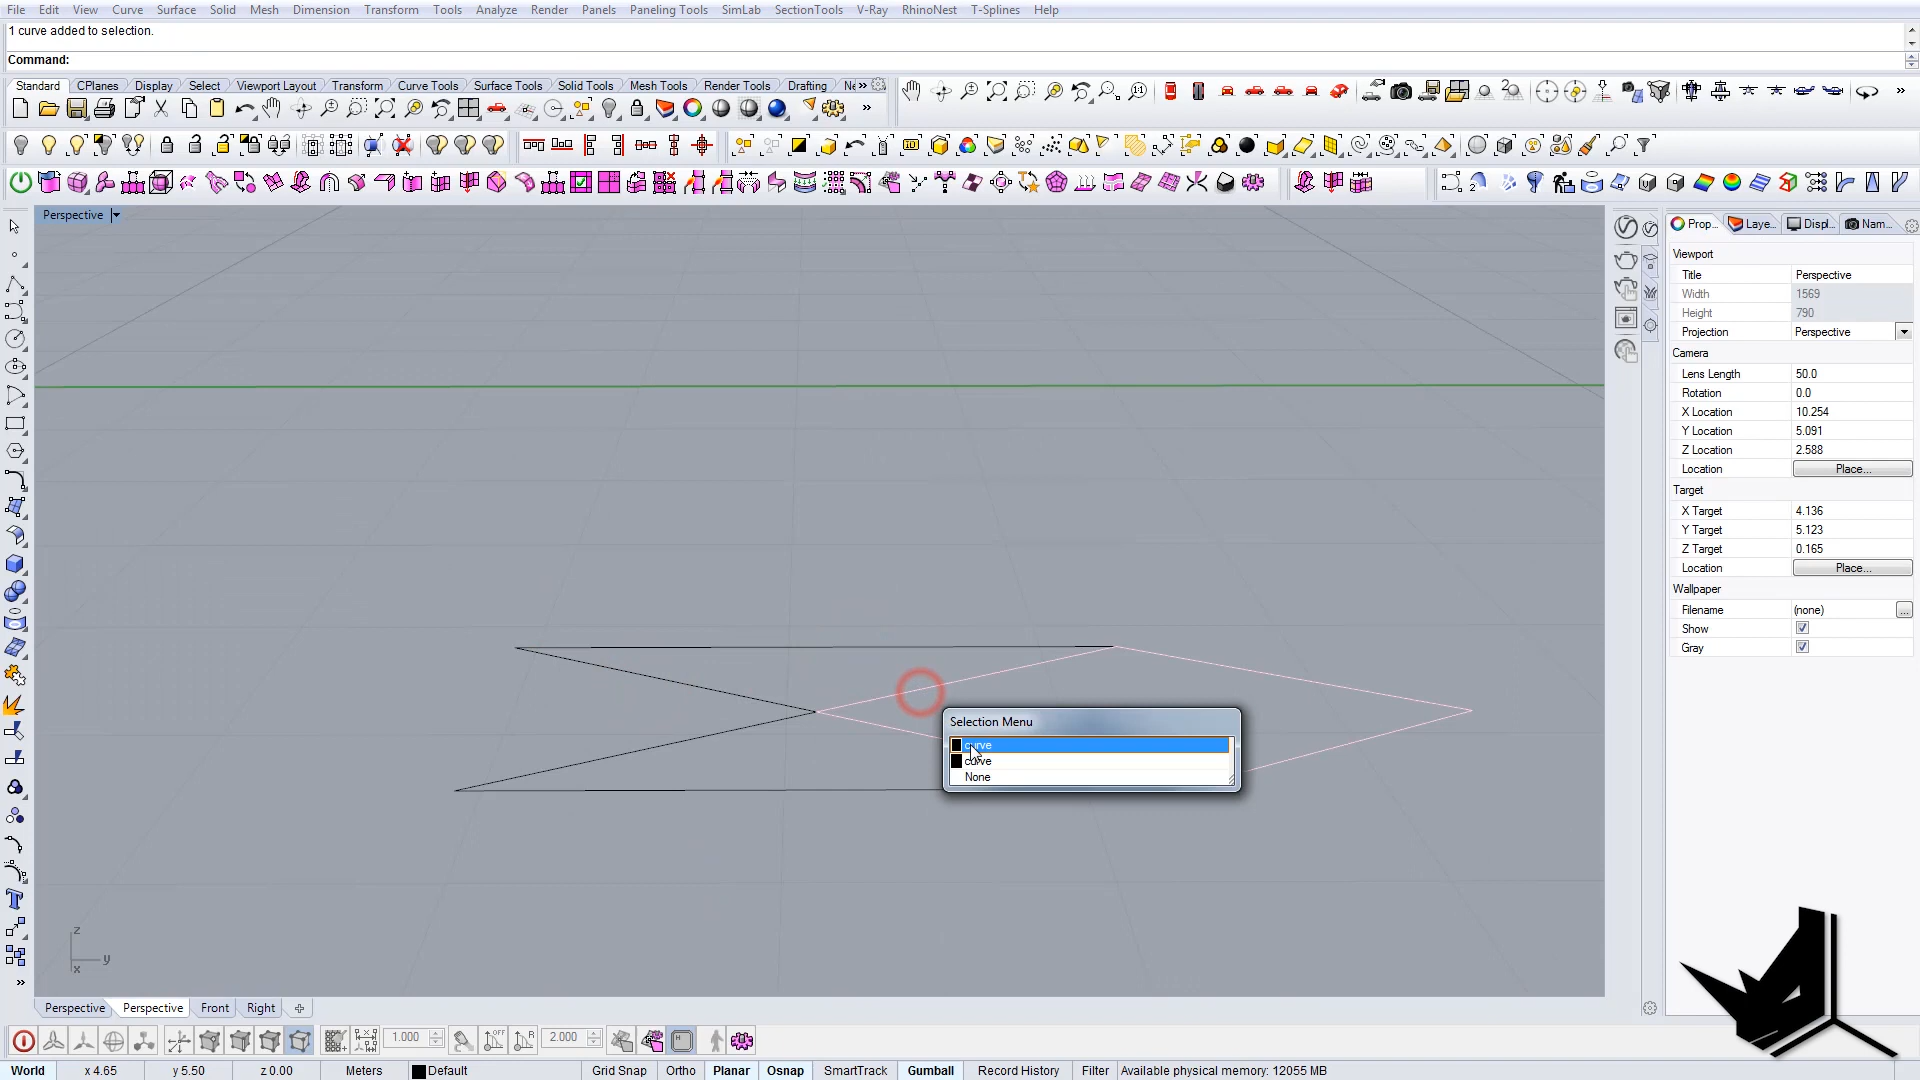 File Edit View Curve Surface Solid Mesh Dimension Transform Tools Analyze Render Panels Paneling Tools SimLab SectionTools V-Ray RhinoNest T-Splines Help
1 curve added to selection.
Command:
Standard CPlanes Display Select Viewport Layout Transform Curve Tools Surface Tools Solid Tools Mesh Tools Render Tools Drafting
Perspective
Prop... Laye... Displ... Nam...
Viewport
Title Perspective
Width 1569
Height 790
Projection Perspective
Camera
Lens Length 50.0
Rotation 0.0
X Location 10.254
Y Location 5.091
Z Location 2.588
Location Place...
Target
X Target 4.136
Y Target 5.123
Z Target 0.165
Location Place...
Wallpaper
Filename (none) ...
Show
Gray
Selection Menu
curve
curve
None
z
y
x
Perspective Perspective Front Right
1.000 2.000
World x 4.65 y 5.50 z 0.00 Meters Default Grid Snap Ortho Planar Osnap SmartTrack Gumball Record History Filter Available physical memory: 12055 MB